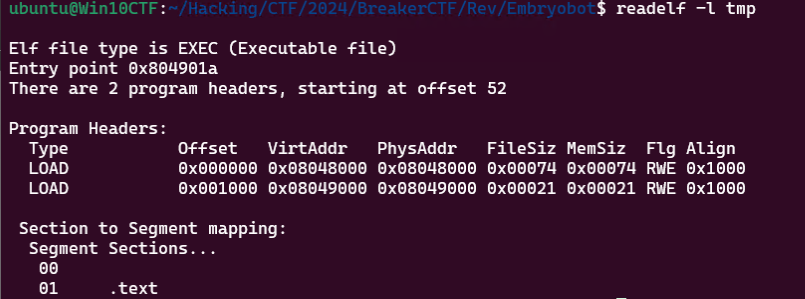 ubuntu@Win10CTF:~/Hacking/CTF/2024/BreakerCTF/Rev/Embryobot$ readelf -l tmp
Elf file type is EXEC (Executable file)
Entry point 0x804901a
There are 2 program headers, starting at offset 52
Program Headers:
  Type           Offset   VirtAddr   PhysAddr   FileSiz MemSiz  Flg Align
  LOAD           0x000000 0x08048000 0x08048000 0x00074 0x00074 RWE 0x1000
  LOAD           0x001000 0x08049000 0x08049000 0x00021 0x00021 RWE 0x1000
 Section to Segment mapping:
  Segment Sections...
   00
   01     .text